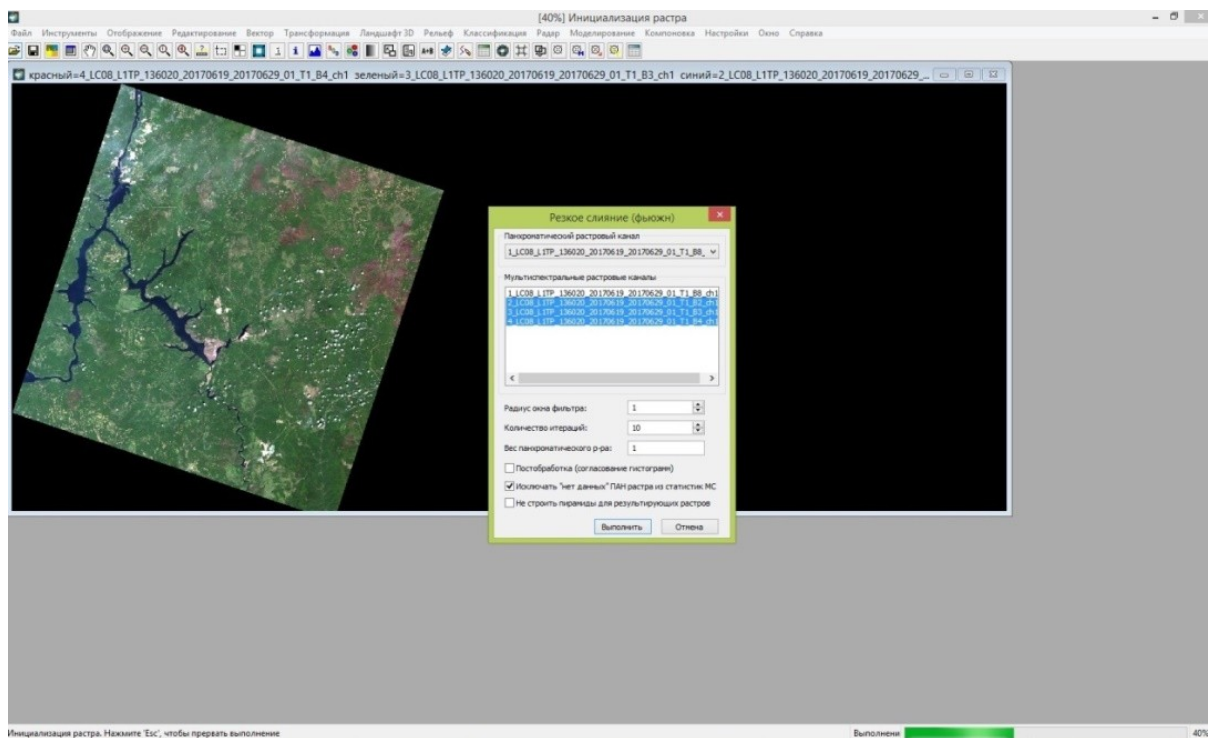 [40%] Инициализация растра
Файл Инструменты Отображение Редактирование Вектор Трансформация Ландшафт 3D Рельеф Классификация Радар Моделирование Компоновка Настройки Окно Справка
красный=4_LC08_L1TP_136020_20170619_20170629_01_T1_B4_ch1 зеленый=3_LC08_L1TP_136020_20170619_20170629_01_T1_B3_ch1 синий=2_LC08_L1TP_136020_20170619_20170629_...
Резкое слияние (фьюжн)
Панхроматический растровый канал
1_LC08_L1TP_136020_20170619_20170629_01_T1_B8_
Мультиспектральные растровые каналы
1_LC08_L1TP_136020_20170619_20170629_01_T1_B8_ch1
2_LC08_L1TP_136020_20170619_20170629_01_T1_B2_ch1
3_LC08_L1TP_136020_20170619_20170629_01_T1_B3_ch1
4_LC08_L1TP_136020_20170619_20170629_01_T1_B4_ch1
Радиус окна фильтра: 1
Количество итераций: 10
Вес панхроматического р-ра: 1
Постобработка (согласование гистограмм)
Исключать "нет данных" ПАН растра из статистик МС
Не строить пирамиды для результирующих растров
Выполнить Отмена
Инициализация растра. Нажмите 'Esc', чтобы прервать выполнение
Выполнени 40%